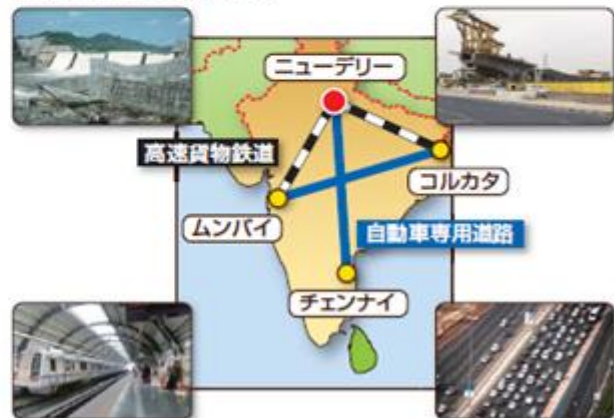 ニューデリー
高速貨物鉄道
コルカタ
ムンバイ
自動車専用道路
チェンナイ